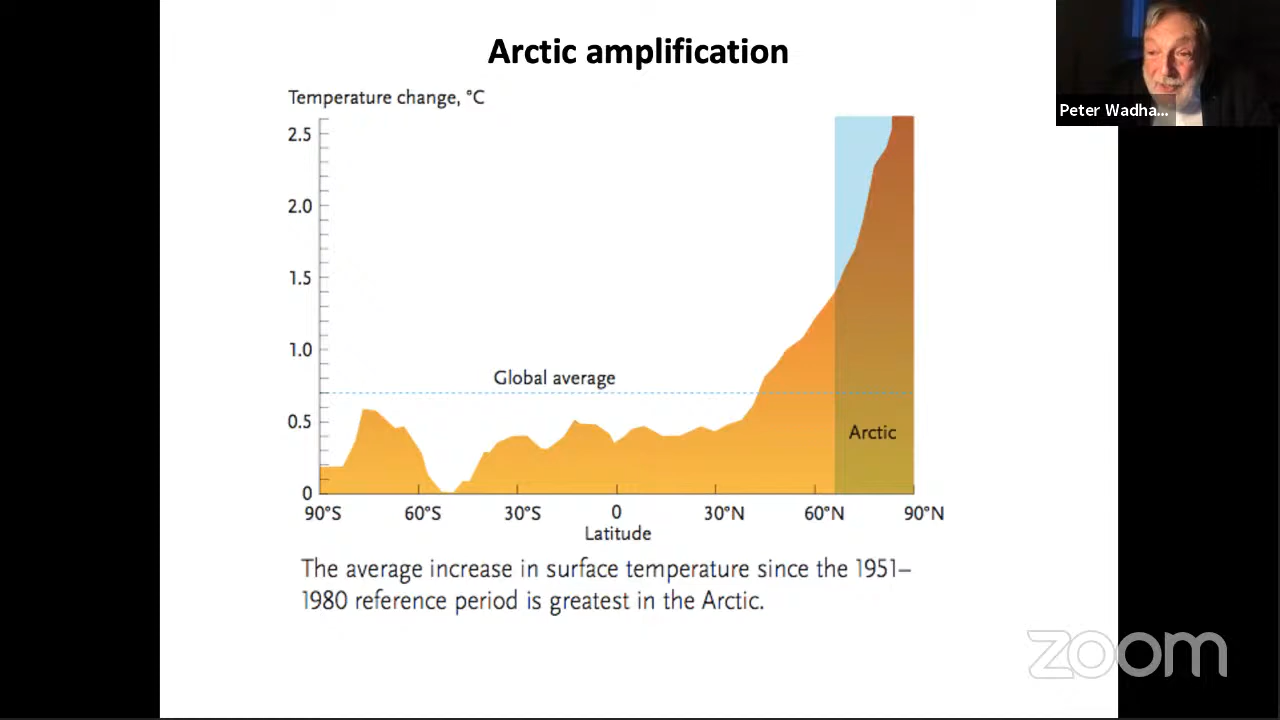 Arctic amplification
Peter Wadha...
Temperature change, °C
2.5
2.0
1.5
1.0
Global average
0.5
Arctic
0
90°S 60°S 30°S 0 30°N 60°N 90°N
Latitude
The average increase in surface temperature since the 1951–
1980 reference period is greatest in the Arctic.
zoom